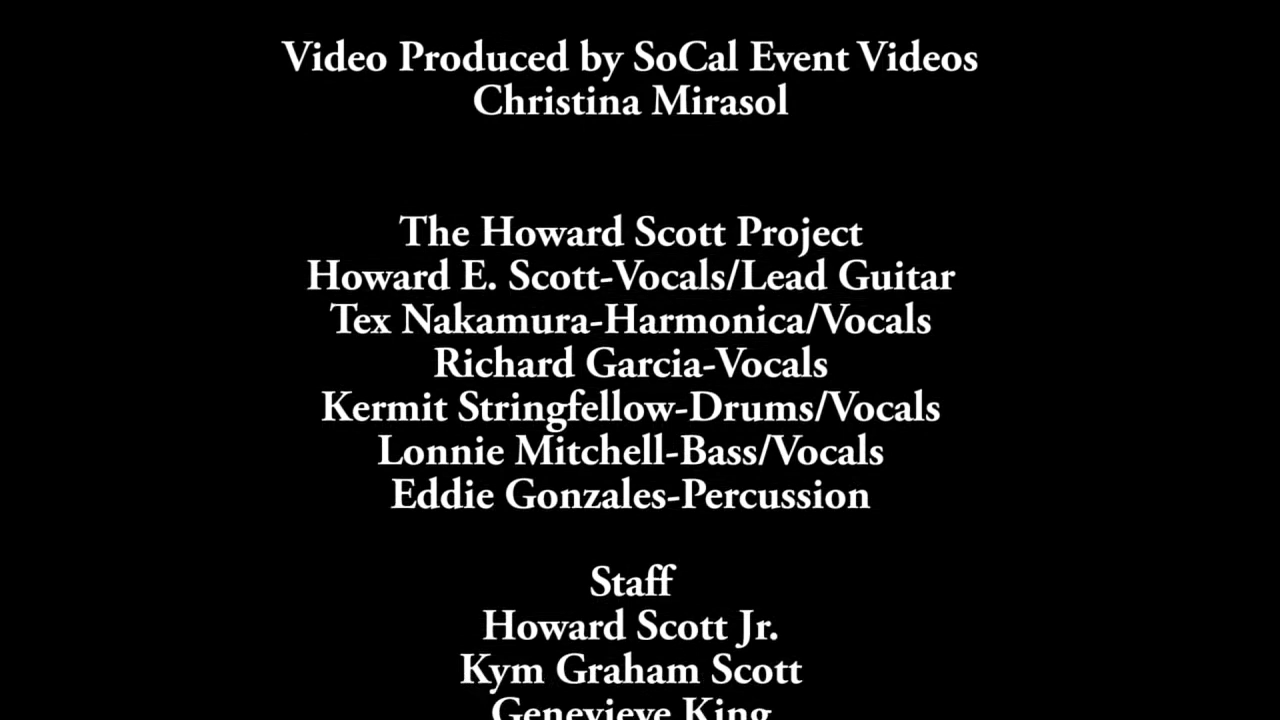 Video Produced by SoCal Event Videos
Christina Mirasol
The Howard Scott Project
Howard E. Scott-Vocals/Lead Guitar
Tex Nakamura-Harmonica/Vocals
Richard Garcia-Vocals
Kermit Stringfellow-Drums/Vocals
Lonnie Mitchell-Bass/Vocals
Eddie Gonzales-Percussion
Staff
Howard Scott Jr.
Kym Graham Scott
Genevieve King